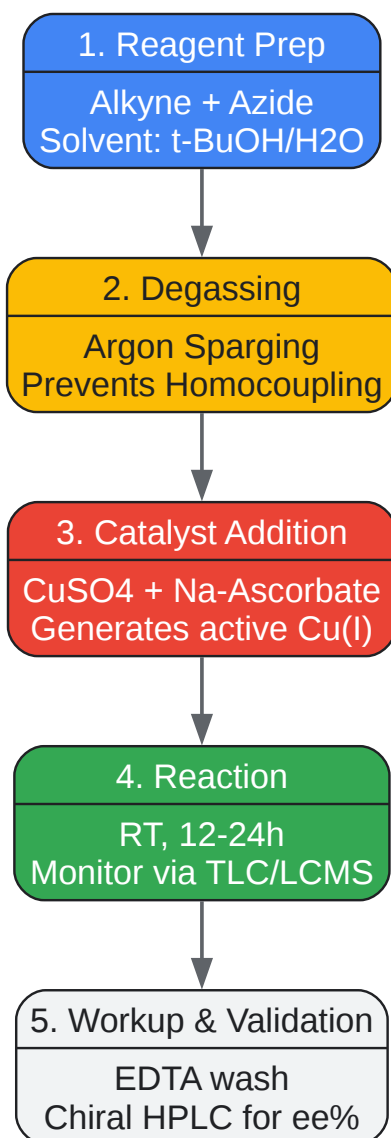 1. Reagent Prep
Alkyne + Azide
Solvent: t-BuOH/H2O
2. Degassing
Argon Sparging
Prevents Homocoupling
3. Catalyst Addition
CuSO4 + Na-Ascorbate
Generates active Cu(I)
4. Reaction
RT, 12-24h
Monitor via TLC/LCMS
5. Workup & Validation
EDTA wash
Chiral HPLC for ee%